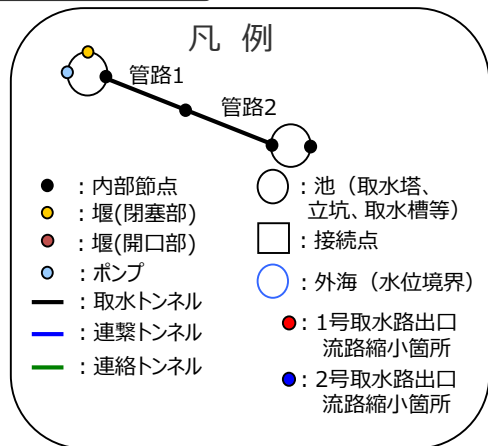 凡 例
管路1
管路2
：内部節点
：堰(閉塞部)
：堰(開口部)
：ポンプ
：取水トンネル
：連繋トンネル
：連絡トンネル
：池（取水塔、
立坑、取水槽等）
：接続点
：外海（水位境界）
：1号取水路出口
流路縮小箇所
：2号取水路出口
流路縮小箇所